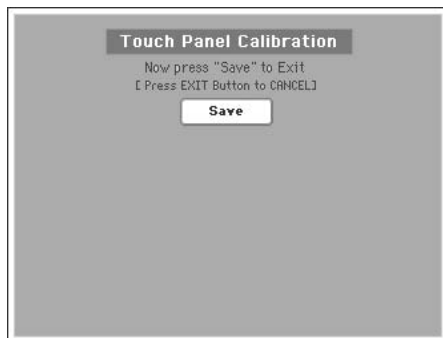 Touch Panel Calibration
Now press "Save" to Exit
[ Press EXIT Button to CANCEL]
Save